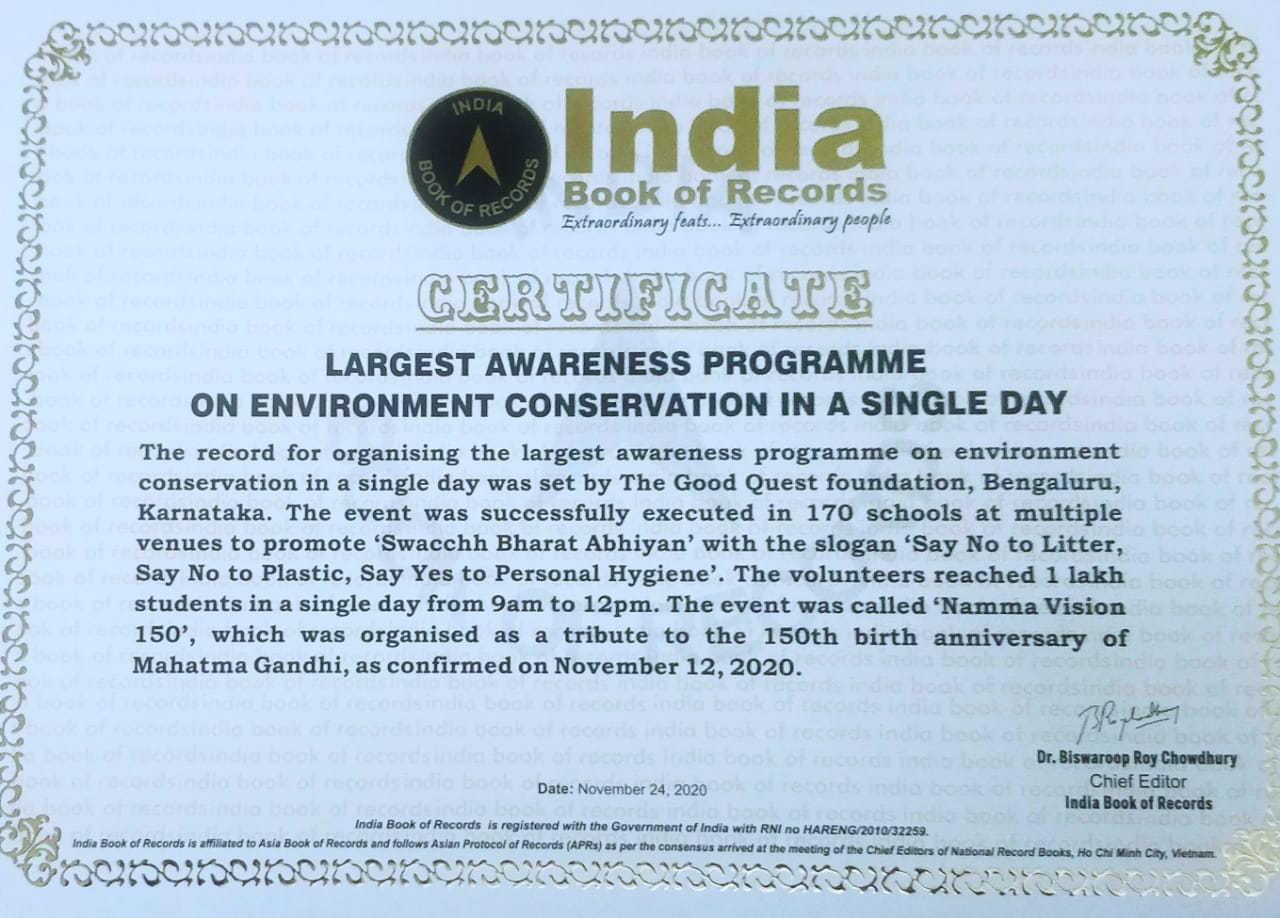 INDIA
BOOK OF RECORDS
India
Book of Records
Extraordinary feats... Extraordinary people
CERTIFICATE
LARGEST AWARENESS PROGRAMME
ON ENVIRONMENT CONSERVATION IN A SINGLE DAY
The record for organising the largest awareness programme on environment
conservation in a single day was set by The Good Quest foundation, Bengaluru,
Karnataka. The event was successfully executed in 170 schools at multiple
venues to promote ‘Swachh Bharat Abhiyan’ with the slogan ‘Say No to Litter,
Say No to Plastic, Say Yes to Personal Hygiene’. The volunteers reached 1 lakh
students in a single day from 9am to 12pm. The event was called ‘Namma Vision
150’, which was organised as a tribute to the 150th birth anniversary of
Mahatma Gandhi, as confirmed on November 12, 2020.
Dr. Biswaroop Roy Chowdhury
Chief Editor
India Book of Records
Date: November 24, 2020
India Book of Records is registered with the Government of India with RNI no HARENG/2010/32259.
India Book of Records is affiliated to Asia Book of Records and follows Asian Protocol of Records (APRs) as per the consensus arrived at the meeting of the Chief Editors of National Record Books, Ho Chi Minh City, Vietnam.